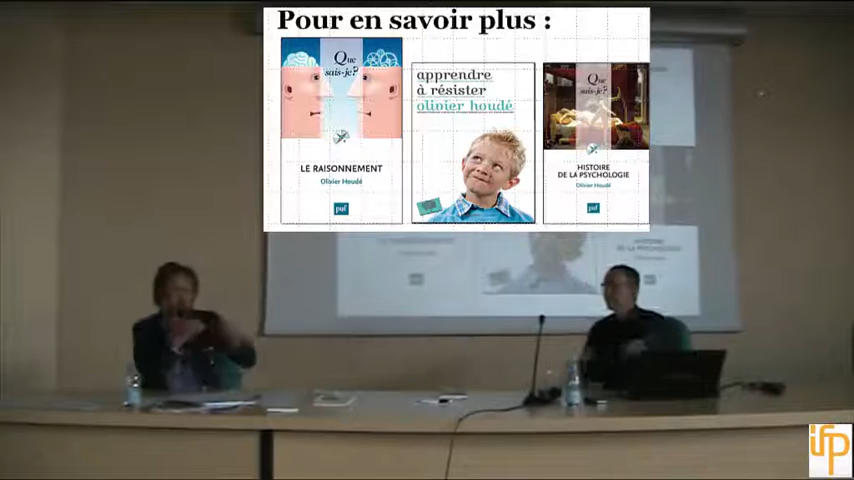 Pour en savoir plus :
Que
sais-je?
LE RAISONNEMENT
Olivier Houdé
puf
apprendre
à résister
olivier houdé
Que
sais-je?
HISTOIRE
DE LA PSYCHOLOGIE
Olivier Houdé
puf
ifp